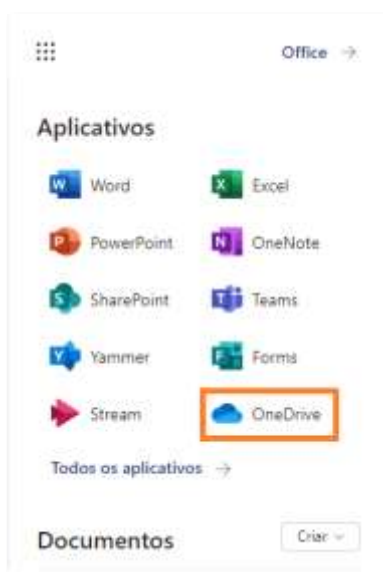 Office →
Aplicativos
Word Excel
PowerPoint OneNote
SharePoint Teams
Yammer Forms
Stream OneDrive
Todos os aplicativos →
Documentos Criar